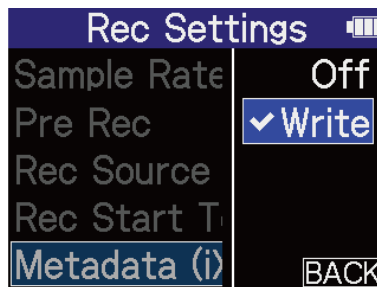 Rec Settings
Sample Rate
Pre Rec
Rec Source
Rec Start T
Metadata (iX
Off
Write
BACK